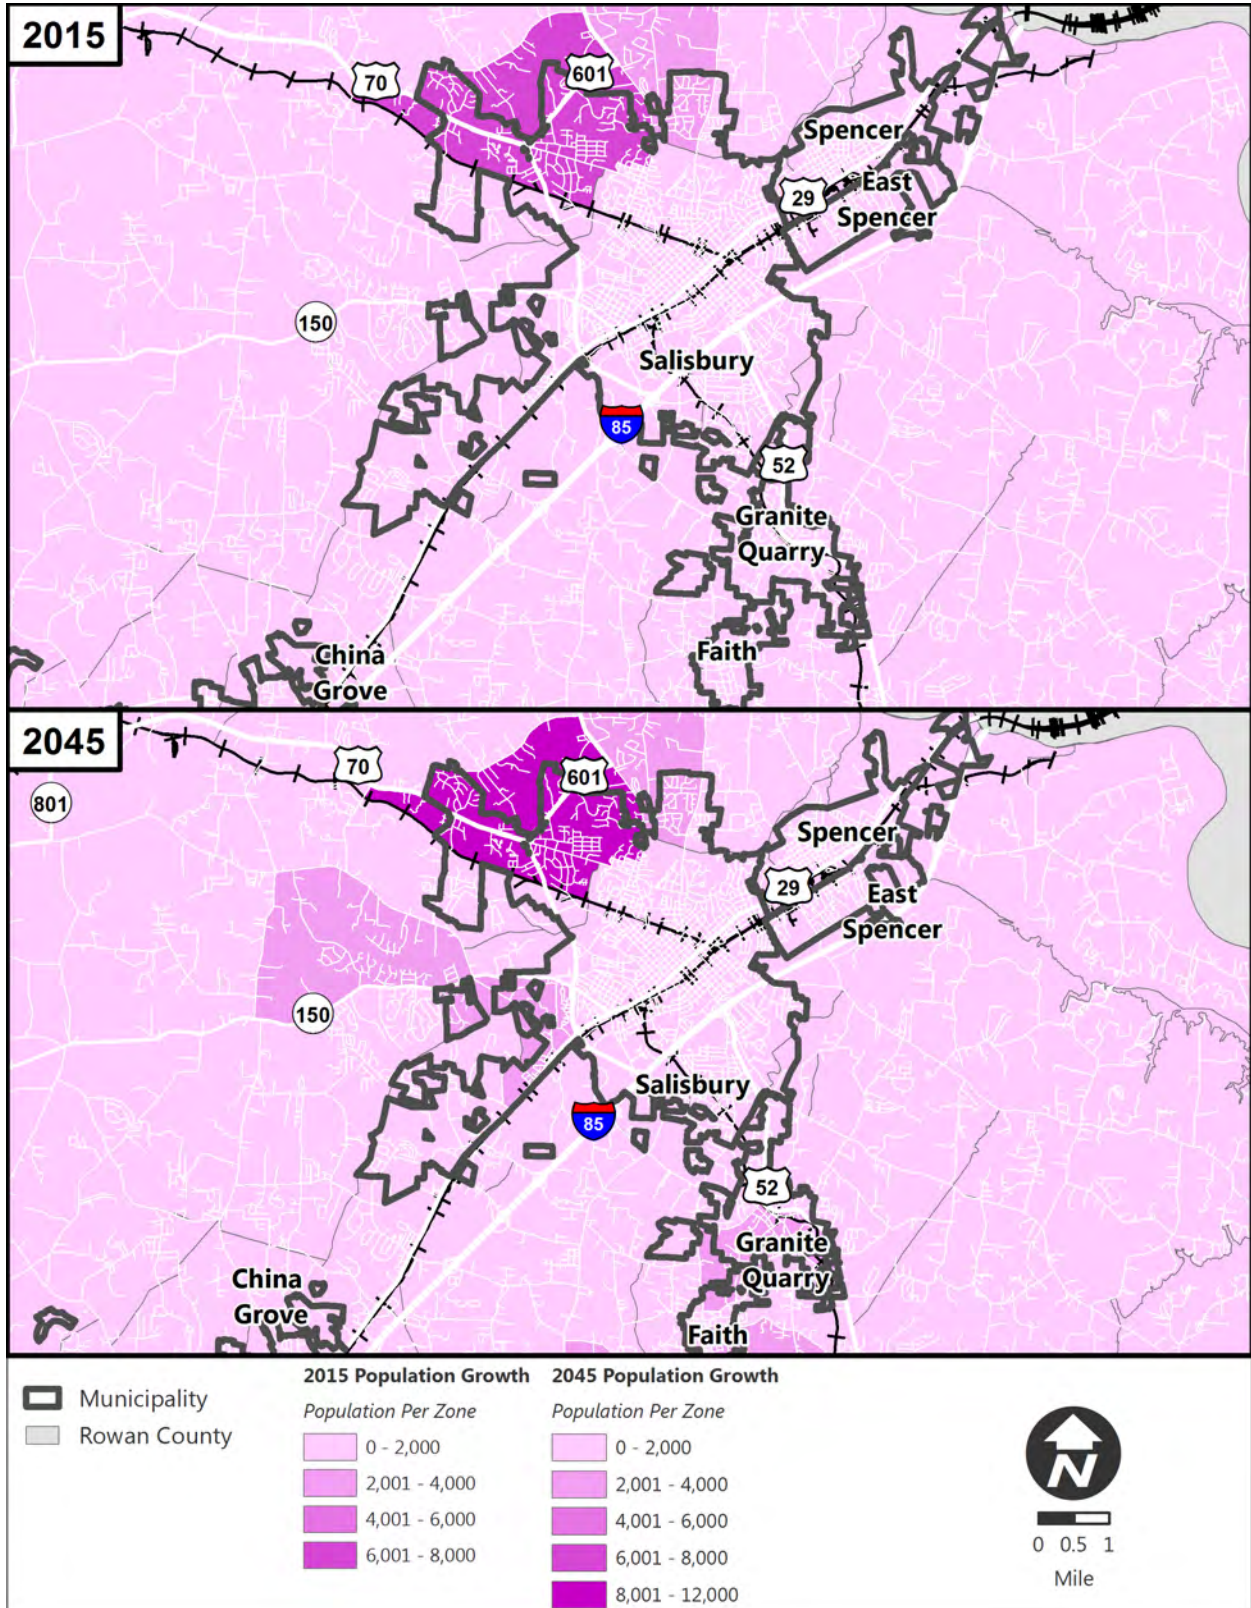 2015
70
601
Spencer
29
East
Spencer
150
Salisbury
85
52
Granite
Quarry
China
Grove
Faith
2045
70
601
801
Spencer
29
East
Spencer
150
Salisbury
85
52
Granite
Quarry
China
Grove
Faith
Municipality
Rowan County
2015 Population Growth
Population Per Zone
0 - 2,000
2,001 - 4,000
4,001 - 6,000
6,001 - 8,000
2045 Population Growth
Population Per Zone
0 - 2,000
2,001 - 4,000
4,001 - 6,000
6,001 - 8,000
8,001 - 12,000
N
0 0.5 1
Mile